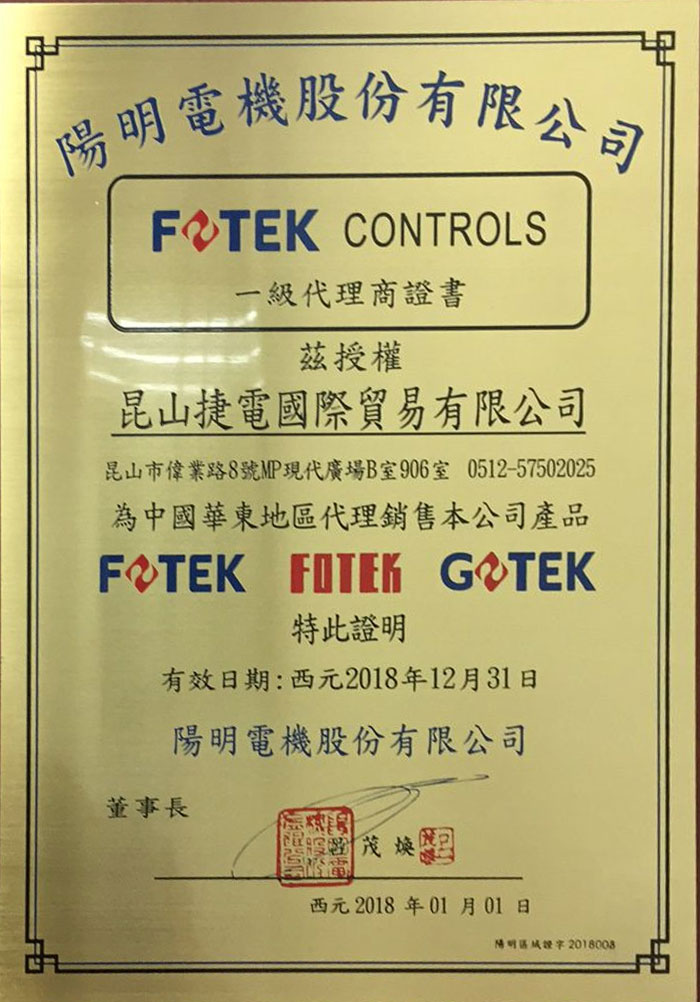 陽明電機股份有限公司
FOTEK CONTROLS
一級代理商證書
茲授權
昆山捷電國際貿易有限公司
昆山市偉業路8號MP現代廣場B室906室 0512-57502025
為中國華東地區代理銷售本公司產品
FOTEK FOTEK GOTEK
特此證明
有效日期:西元2018年12月31日
陽明電機股份有限公司
董事長
呂茂煥
西元2018年01月01日
陽明區域證字2018008